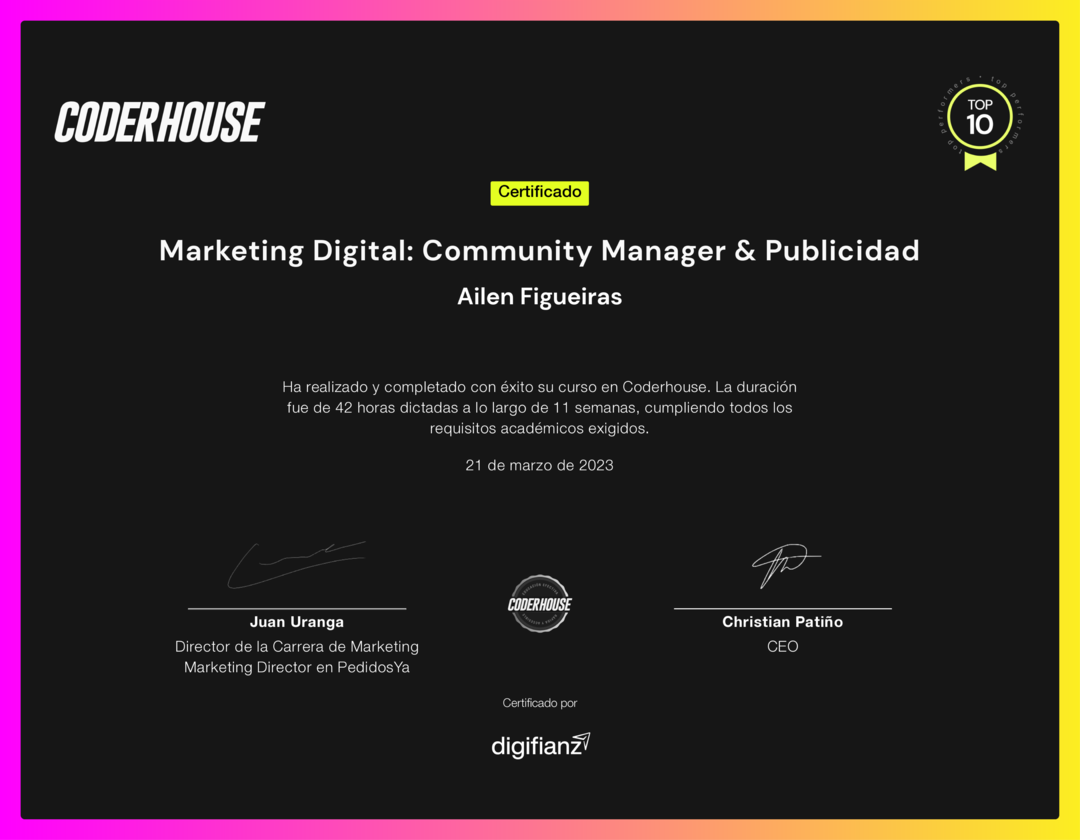 CODERHOUSE
top performers • top performers
TOP
10
Certificado
Marketing Digital: Community Manager & Publicidad
Ailen Figueiras
Ha realizado y completado con éxito su curso en Coderhouse. La duración
fue de 42 horas dictadas a lo largo de 11 semanas, cumpliendo todos los
requisitos académicos exigidos.
21 de marzo de 2023
CODERHOUSE
Juan Uranga
Director de la Carrera de Marketing
Marketing Director en PedidosYa
Christian Patiño
CEO
Certificado por
digifianz